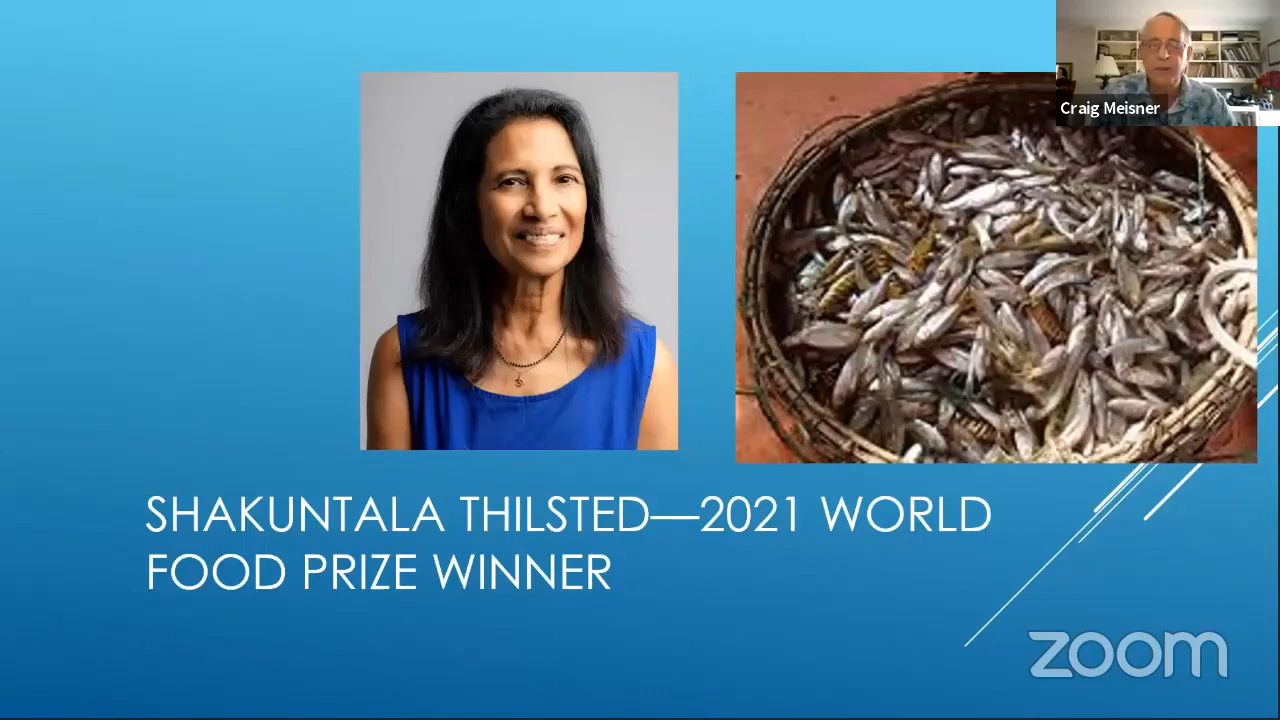 Craig Meisner
SHAKUNTALA THILSTED—2021 WORLD
FOOD PRIZE WINNER
zoom